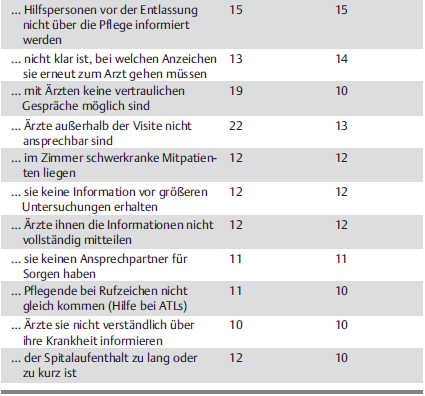 ... Hilfspersonen vor der Entlassung 15 15
nicht über die Pflege informiert
werden
... nicht klar ist, bei welchen Anzeichen 13 14
sie erneut zum Arzt gehen müssen
... mit Ärzten keine vertraulichen 19 10
Gespräche möglich sind
... Ärzte außerhalb der Visite nicht 22 13
ansprechbar sind
... im Zimmer schwerkranke Mitpatien- 12 12
ten liegen
... sie keine Information vor größeren 12 12
Untersuchungen erhalten
... Ärzte ihnen die Informationen nicht 12 12
vollständig mitteilen
... sie keinen Ansprechpartner für 11 11
Sorgen haben
... Pflegende bei Rufzeichen nicht 11 10
gleich kommen (Hilfe bei ATLs)
... Ärzte sie nicht verständlich über 10 10
ihre Krankheit informieren
... der Spitalaufenthalt zu lang oder 12 10
zu kurz ist